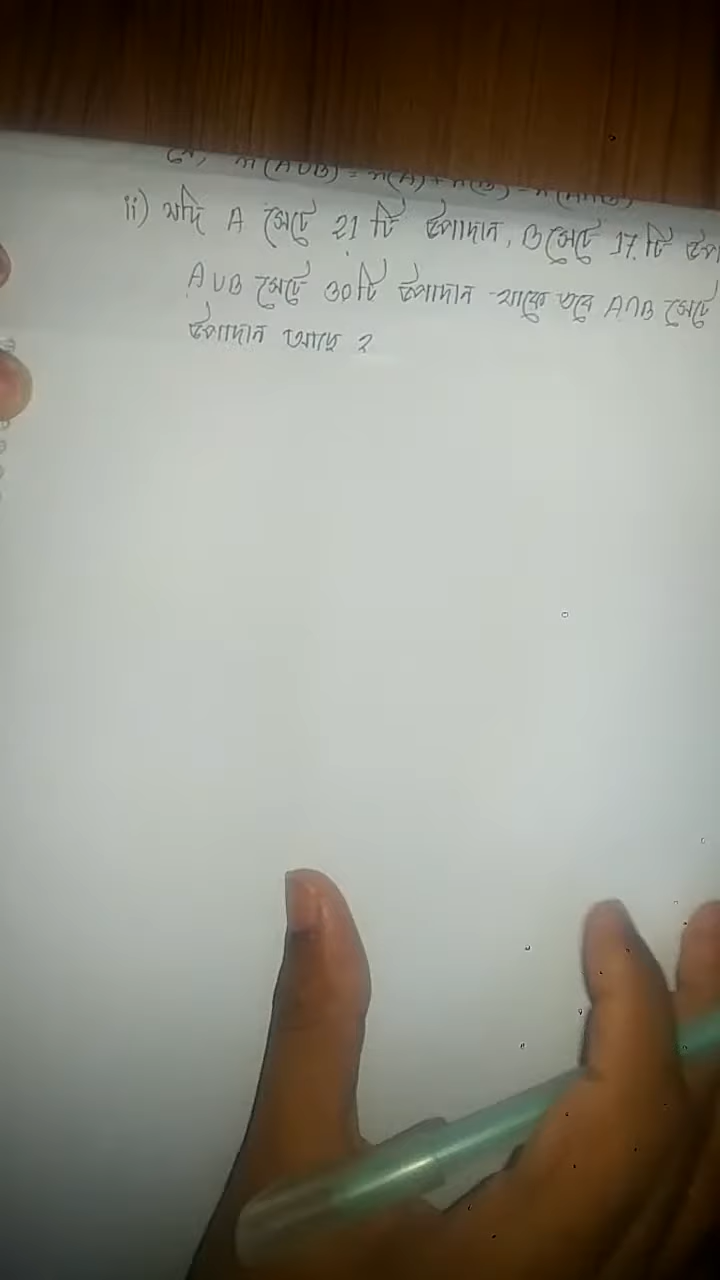 যে, n(A∪B) = n(A) + n(B) - n(A∩B)
ii) যদি A সেটে 21 টি উপাদান, B সেটে 17 টি
A∪B সেটে 30টি উপাদান থাকে তবে A∩B সেটে
উপাদান আছে ?